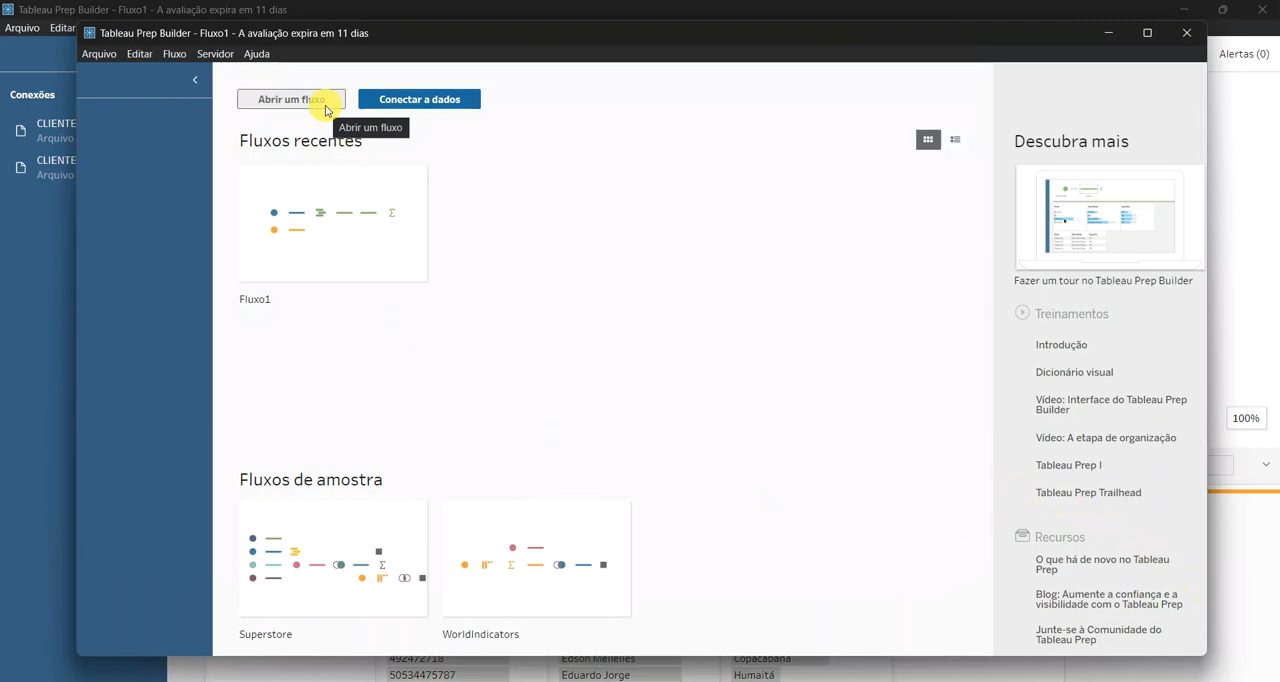 Tableau Prep Builder - Fluxo1 - A avaliação expira em 11 dias
Arquivo Editar
Tableau Prep Builder - Fluxo1 - A avaliação expira em 11 dias
Arquivo Editar Fluxo Servidor Ajuda
Alertas (0)
Conexões
CLIENTE
Arquivo
CLIENTE
Arquivo
Abrir um fluxo
Conectar a dados
Abrir um fluxo
Fluxos recentes
Fluxo1
Fluxos de amostra
Superstore
WorldIndicators
Descubra mais
Fazer um tour no Tableau Prep Builder
Treinamentos
Introdução
Dicionário visual
Vídeo: Interface do Tableau Prep
Builder
Vídeo: A etapa de organização
Tableau Prep I
Tableau Prep Trailhead
Recursos
O que há de novo no Tableau
Prep
Blog: Aumente a confiança e a
visibilidade com o Tableau Prep
Junte-se à Comunidade do
Tableau Prep
100%
492472718 Edson Meirelles Copacabana
50534475787 Eduardo Jorge Humaitá